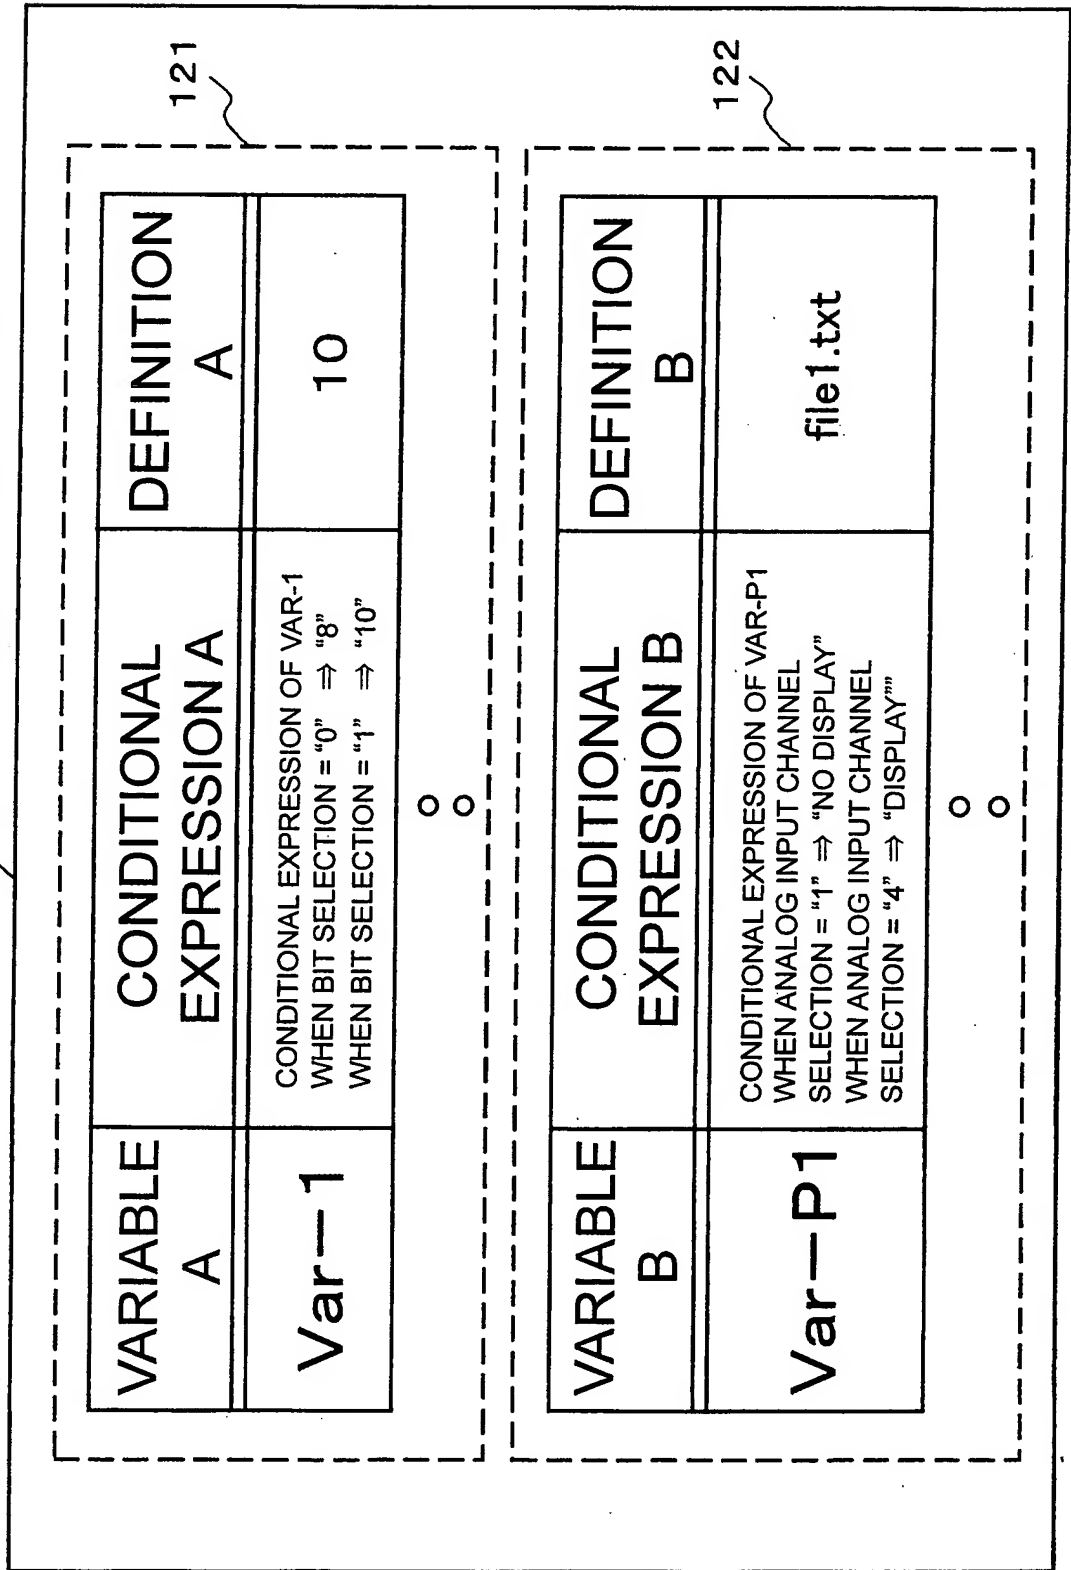 121
VARIABLE
A
CONDITIONAL
EXPRESSION A
DEFINITION
A
Var—1
CONDITIONAL EXPRESSION OF VAR-1
WHEN BIT SELECTION = “0” ⇒ “8”
WHEN BIT SELECTION = “1” ⇒ “10”
10
122
VARIABLE
B
CONDITIONAL
EXPRESSION B
DEFINITION
B
Var—P1
CONDITIONAL EXPRESSION OF VAR-P1
WHEN ANALOG INPUT CHANNEL
SELECTION = “1” ⇒ “NO DISPLAY”
WHEN ANALOG INPUT CHANNEL
SELECTION = “4” ⇒ “DISPLAY””
file1.txt